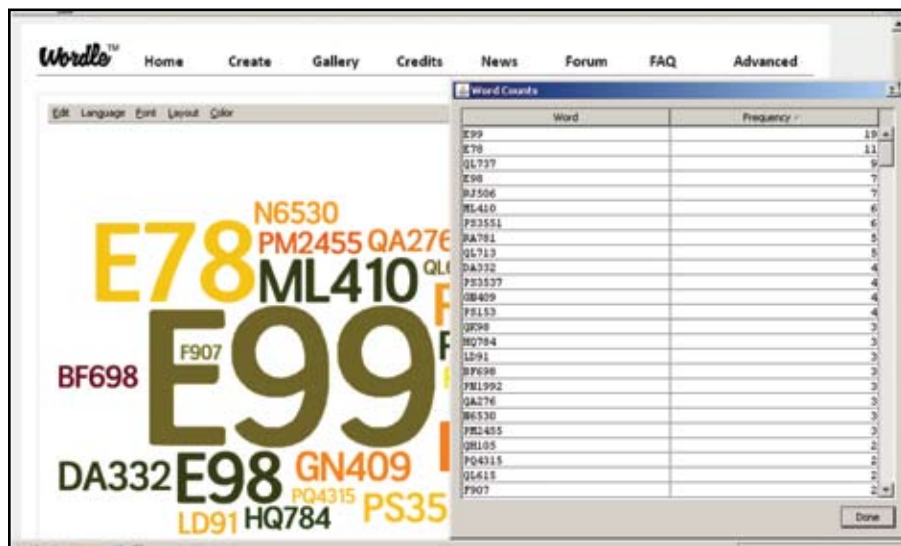 Wordle™ Home Create Gallery Credits News Forum FAQ Advanced
Edit Language Font Layout Color
Word Counts
Word Frequency
E99 19
E78 11
QL737 9
E98 7
RJ506 7
ML410 6
PS3551 6
RA781 5
QL713 5
DA332 4
PS3537 4
GN409 4
PS153 4
QK98 3
HQ784 3
LD91 3
BF698 3
PM1992 3
QA276 3
N6530 3
PM2455 3
QH105 2
PQ4315 2
QL615 2
F907 2
Done
N6530
E78 PM2455 QA276
ML410 QL6
F907
E99
BF698
DA332 E98 GN409
PQ4315
LD91 HQ784 PS35